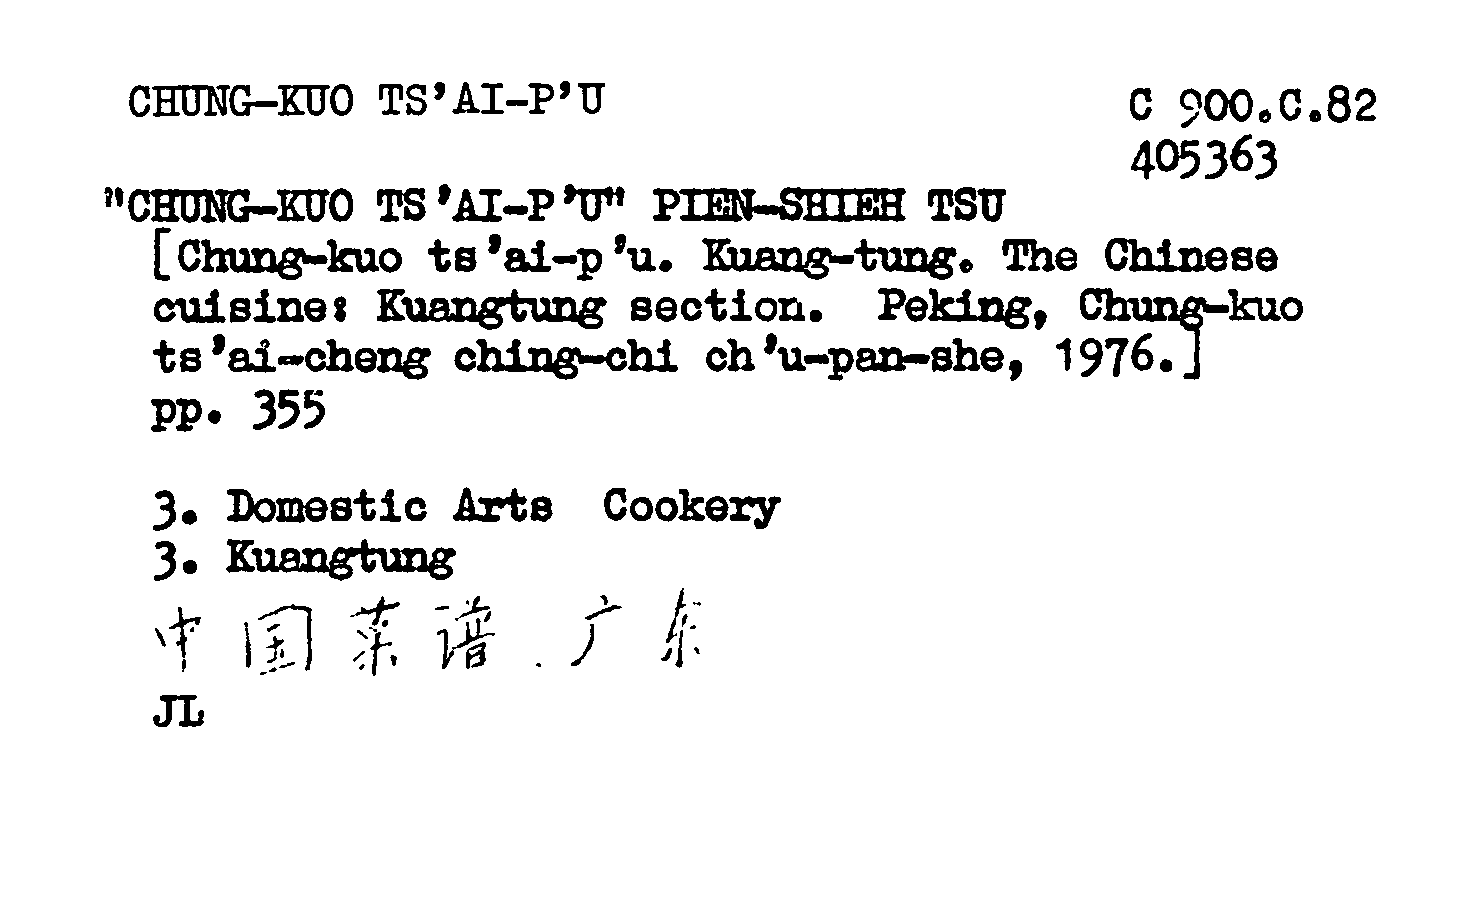 CHUNG-KUO TS'AI-P'U
C 900.C.82
405363
"CHUNG-KUO TS'AI-P'U" PIEN-SHIEH TSU
[Chung-kuo ts'ai-p'u. Kuang-tung. The Chinese
cuisine: Kuangtung section. Peking, Chung-kuo
ts'ai-cheng ching-chi ch'u-pan-she, 1976.]
pp. 355
3. Domestic Arts Cookery
3. Kuangtung
中国菜谱.广东
JL